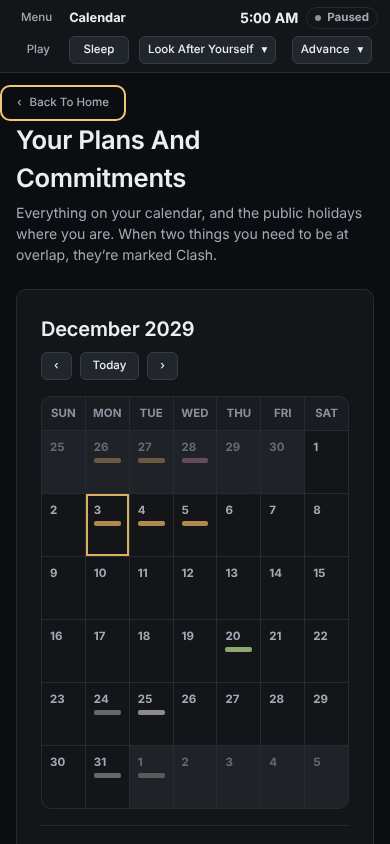 Menu Calendar 5:00 AM Paused
Play Sleep Look After Yourself ▾ Advance ▾
‹ Back To Home
Your Plans And
Commitments
Everything on your calendar, and the public holidays
where you are. When two things you need to be at
overlap, they’re marked Clash.
December 2029
‹ Today ›
SUN MON TUE WED THU FRI SAT
25 26 27 28 29 30 1
2 3 4 5 6 7 8
9 10 11 12 13 14 15
16 17 18 19 20 21 22
23 24 25 26 27 28 29
30 31 1 2 3 4 5